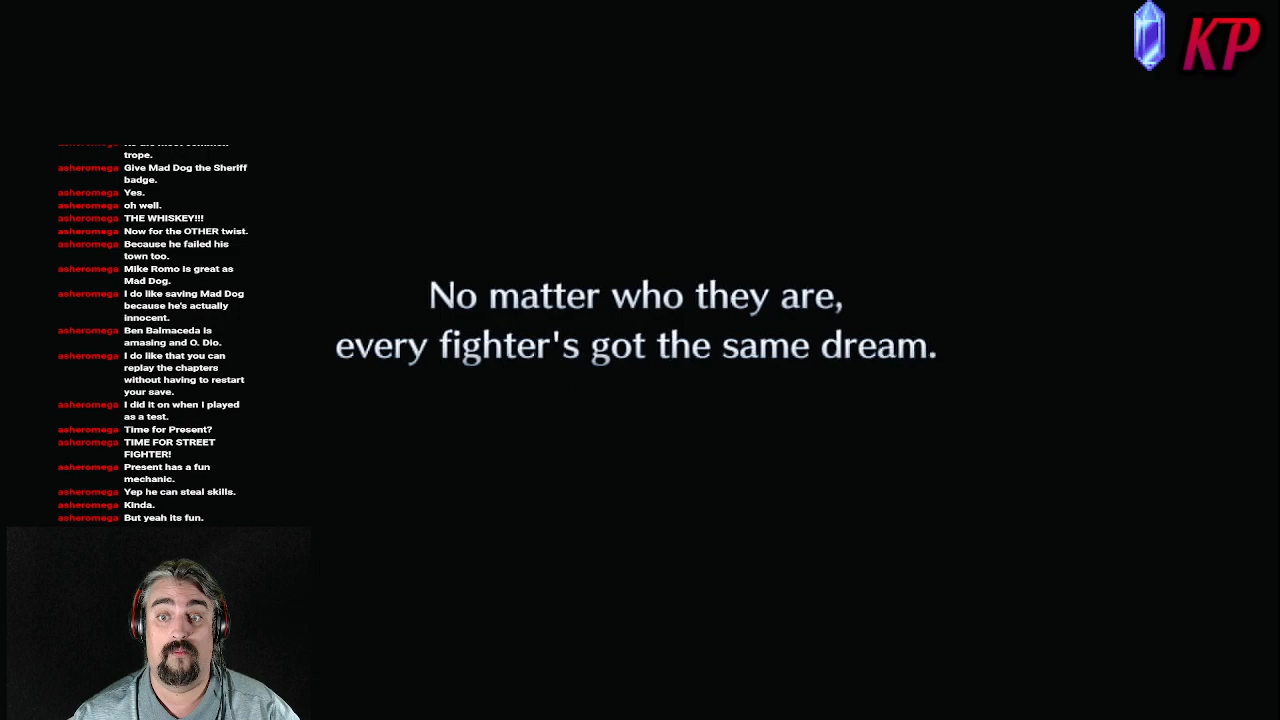 KP
trope.
asheromega Give Mad Dog the Sheriff
badge.
asheromega Yes.
asheromega oh well.
asheromega THE WHISKEY!!!
asheromega Now for the OTHER twist.
asheromega Because he failed his
town too.
asheromega Mike Romo is great as
Mad Dog.
asheromega I do like saving Mad Dog
because he's actually
innocent.
asheromega Ben Balmaceda is
amasing and O. Dio.
asheromega I do like that you can
replay the chapters
without having to restart
your save.
asheromega I did it on when I played
as a test.
asheromega Time for Present?
asheromega TIME FOR STREET
FIGHTER!
asheromega Present has a fun
mechanic.
asheromega Yep he can steal skills.
asheromega Kinda.
asheromega But yeah its fun.
No matter who they are,
every fighter's got the same dream.